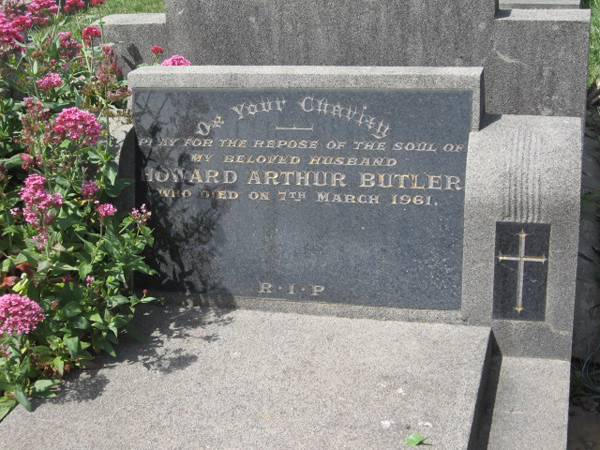 Of Your Charity
PRAY FOR THE REPOSE OF THE SOUL OF
MY BELOVED HUSBAND
HOWARD ARTHUR BUTLER
WHO DIED ON 7TH MARCH 1961.
R·I·P